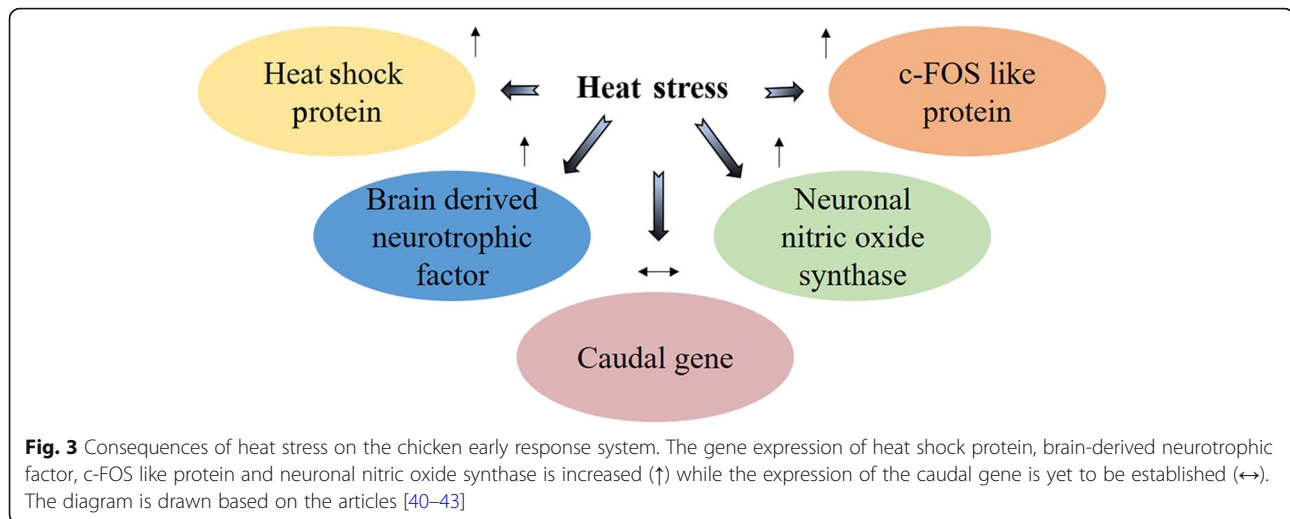 Heat shock
protein
Heat stress
c-FOS like
protein
Brain derived
neurotrophic
factor
Neuronal
nitric oxide
synthase
Caudal gene
Fig. 3 Consequences of heat stress on the chicken early response system. The gene expression of heat shock protein, brain-derived neurotrophic
factor, c-FOS like protein and neuronal nitric oxide synthase is increased (↑) while the expression of the caudal gene is yet to be established (↔).
The diagram is drawn based on the articles [40–43]